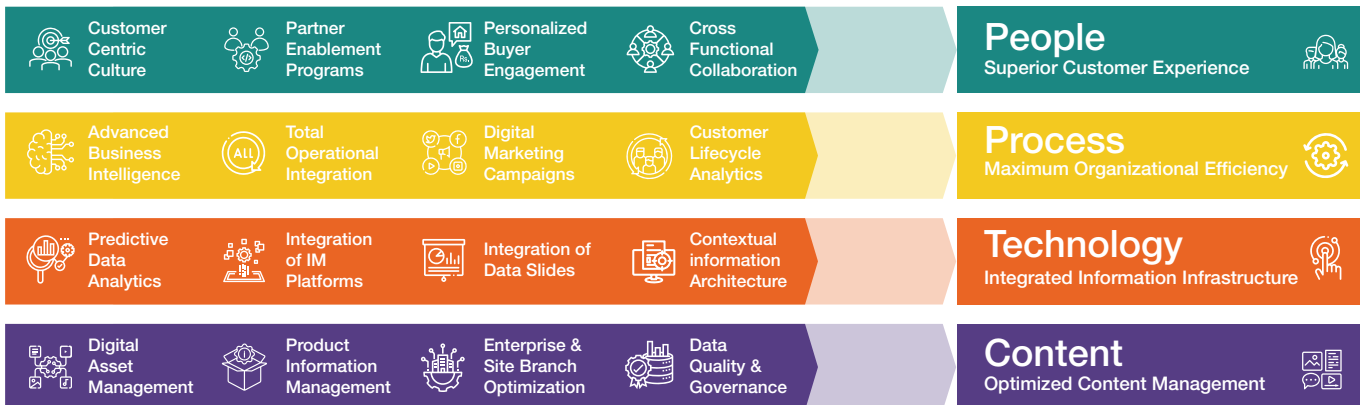 Customer
Centric
Culture
Partner
Enablement
Programs
Personalized
Buyer
Engagement
Rs.
Cross
Functional
Collaboration
People
Superior Customer Experience
Advanced
Business
Intelligence
ALL
Total
Operational
Integration
Digital
Marketing
Campaigns
Customer
Lifecycle
Analytics
Process
Maximum Organizational Efficiency
Predictive
Data
Analytics
Integration
of IM
Platforms
Integration of
Data Slides
Contextual
information
Architecture
Technology
Integrated Information Infrastructure
Digital
Asset
Management
Product
Information
Management
Enterprise &
Site Branch
Optimization
Data
Quality &
Governance
Content
Optimized Content Management